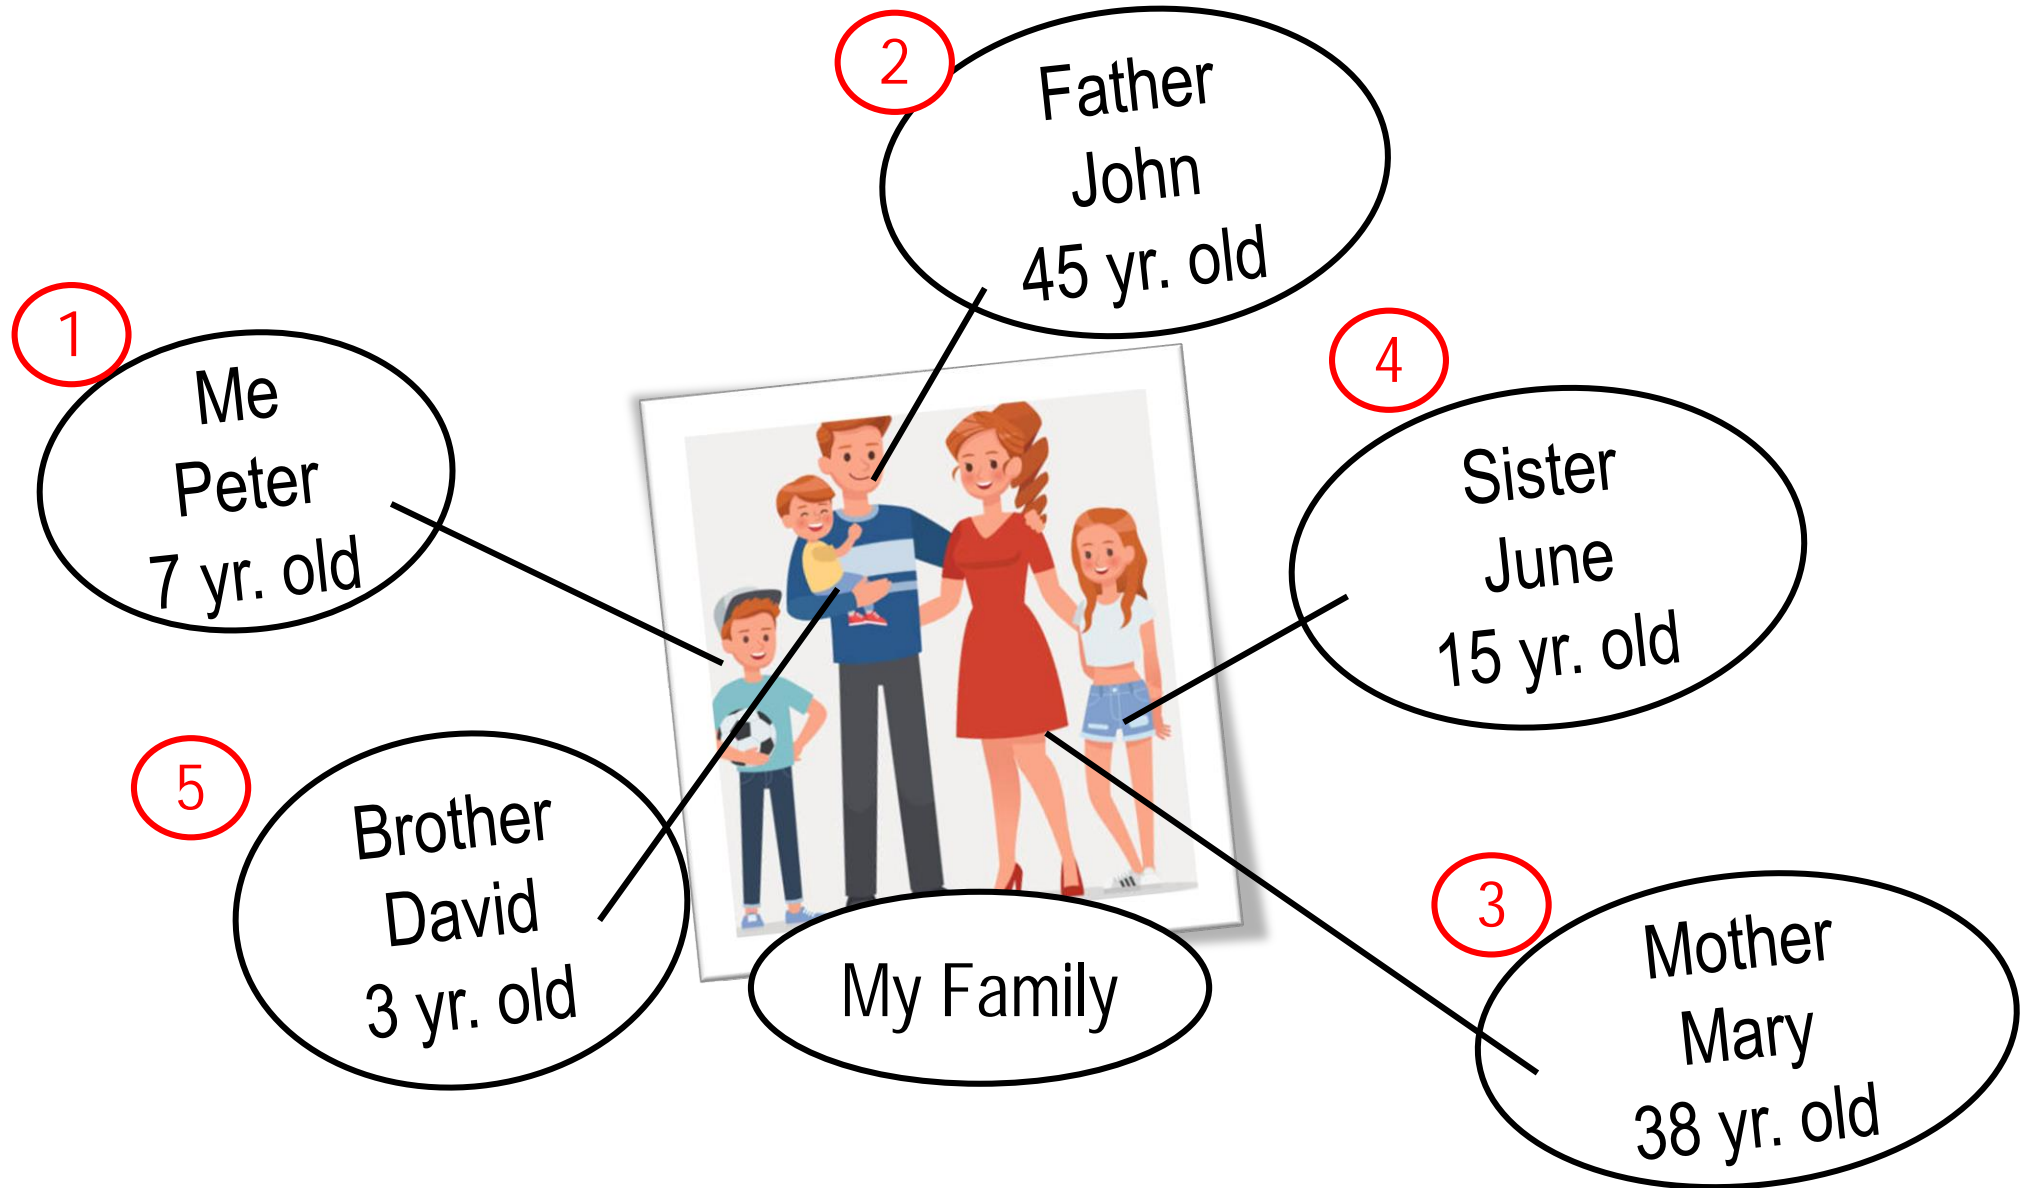 1
Me
Peter
7 yr. old
2
Father
John
45 yr. old
3
Mother
Mary
38 yr. old
4
Sister
June
15 yr. old
5
Brother
David
3 yr. old
My Family